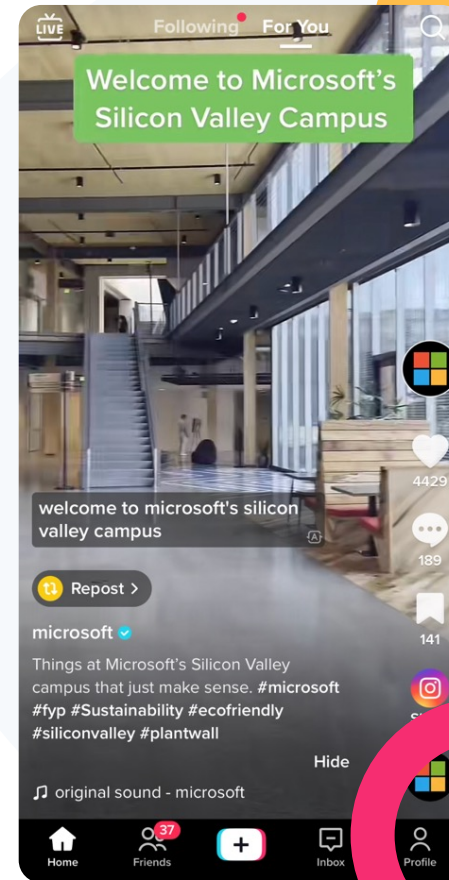 LIVE
Following
For You
Welcome to Microsoft's
Silicon Valley Campus
4429
welcome to microsoft's silicon
valley campus
A
189
Repost >
microsoft
141
Things at Microsoft's Silicon Valley
campus that just make sense. #microsoft
#fyp #Sustainability #ecofriendly
#siliconvalley #plantwall
Hide
original sound - microsoft
37
Home
Friends
Inbox
Profile